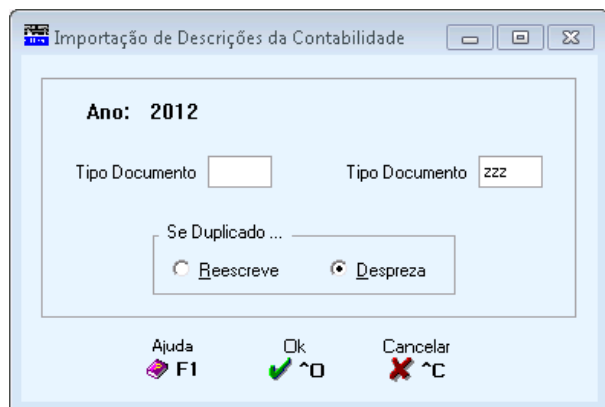 Importação de Descrições da Contabilidade
Ano: 2012
Tipo Documento Tipo Documento zzz
Se Duplicado ...
Reescreve Despreza
Ajuda Ok Cancelar
F1 ^O ^C